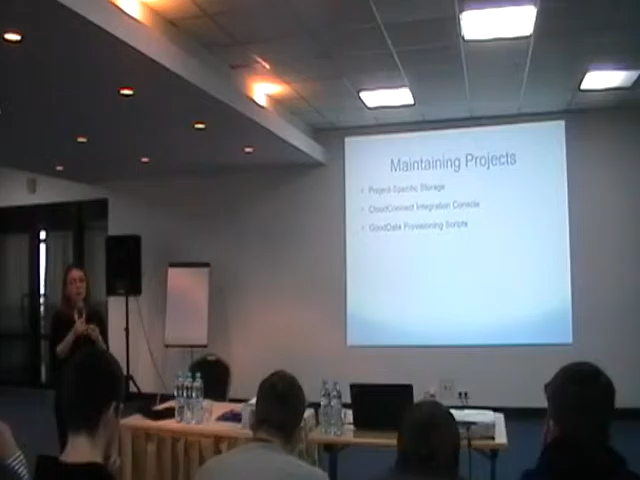 Maintaining Projects
Project-Specific Storage
CloudConnect Integration Console
GoodData Provisioning Scripts